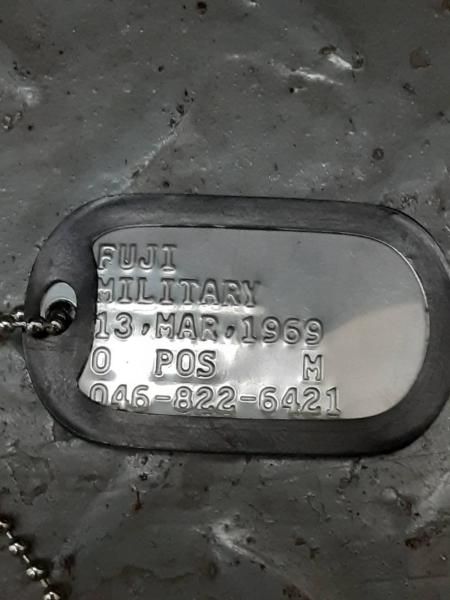 FUJI
MILITARY
13,MAR,1969
O POS M
046-822-6421